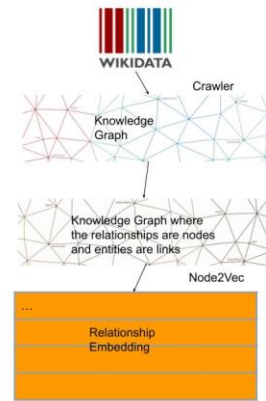 WIKIDATA
Crawler
Knowledge
Graph
Knowledge Graph where
the relationships are nodes
and entities are links
Node2Vec
...
Relationship
Embedding